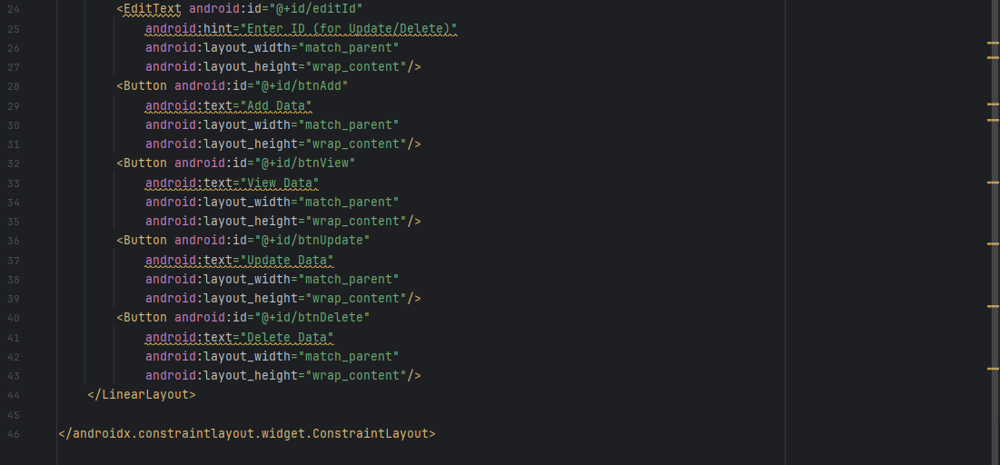 24 <EditText android:id="@+id/editId"
25 android:hint="Enter ID (for Update/Delete)"
26 android:layout_width="match_parent"
27 android:layout_height="wrap_content"/>
28 <Button android:id="@+id/btnAdd"
29 android:text="Add Data"
30 android:layout_width="match_parent"
31 android:layout_height="wrap_content"/>
32 <Button android:id="@+id/btnView"
33 android:text="View Data"
34 android:layout_width="match_parent"
35 android:layout_height="wrap_content"/>
36 <Button android:id="@+id/btnUpdate"
37 android:text="Update Data"
38 android:layout_width="match_parent"
39 android:layout_height="wrap_content"/>
40 <Button android:id="@+id/btnDelete"
41 android:text="Delete Data"
42 android:layout_width="match_parent"
43 android:layout_height="wrap_content"/>
44 </LinearLayout>
45
46 </androidx.constraintlayout.widget.ConstraintLayout>